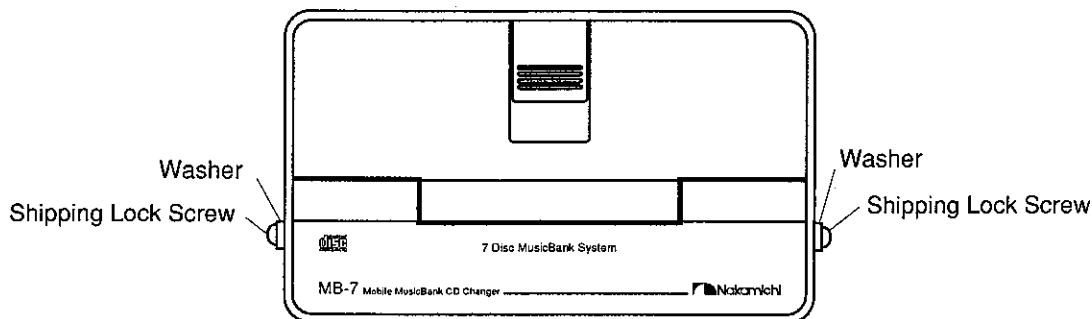 Washer
Shipping Lock Screw
Washer
Shipping Lock Screw
disc
7 Disc MusicBank System
MB-7 Mobile MusicBank CD Changer
Nakamichi